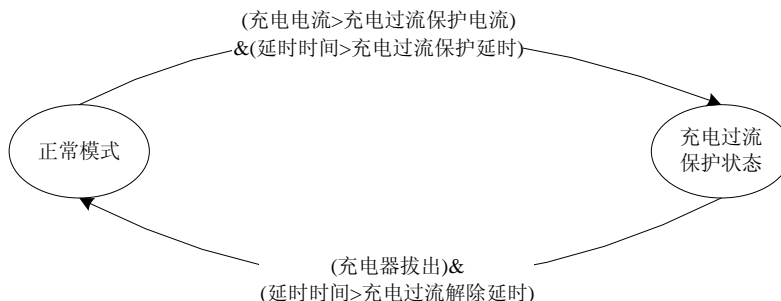 (充电电流>充电过流保护电流)
&(延时时间>充电过流保护延时)
正常模式
充电过流
保护状态
(充电器拔出)&
(延时时间>充电过流解除延时)